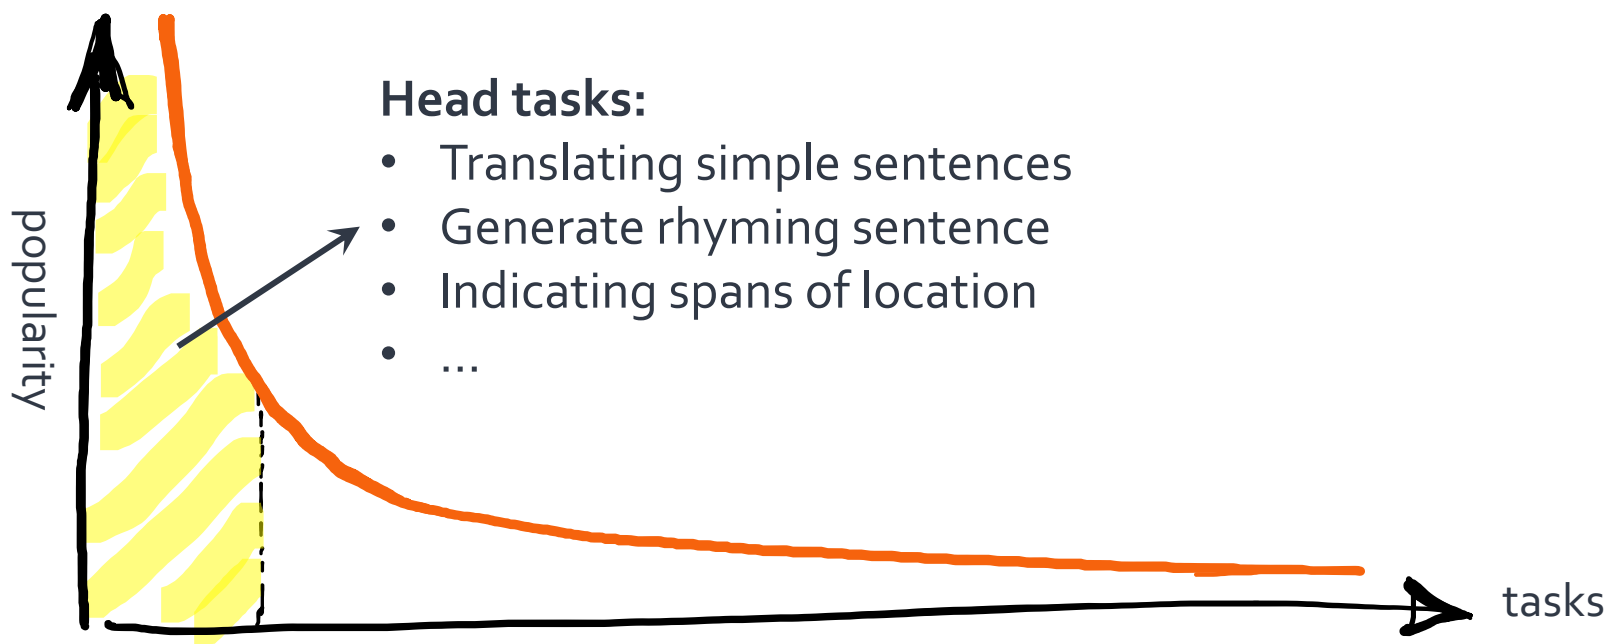 Head tasks:
• Translating simple sentences
• Generate rhyming sentence
• Indicating spans of location
• ...
popularity
tasks